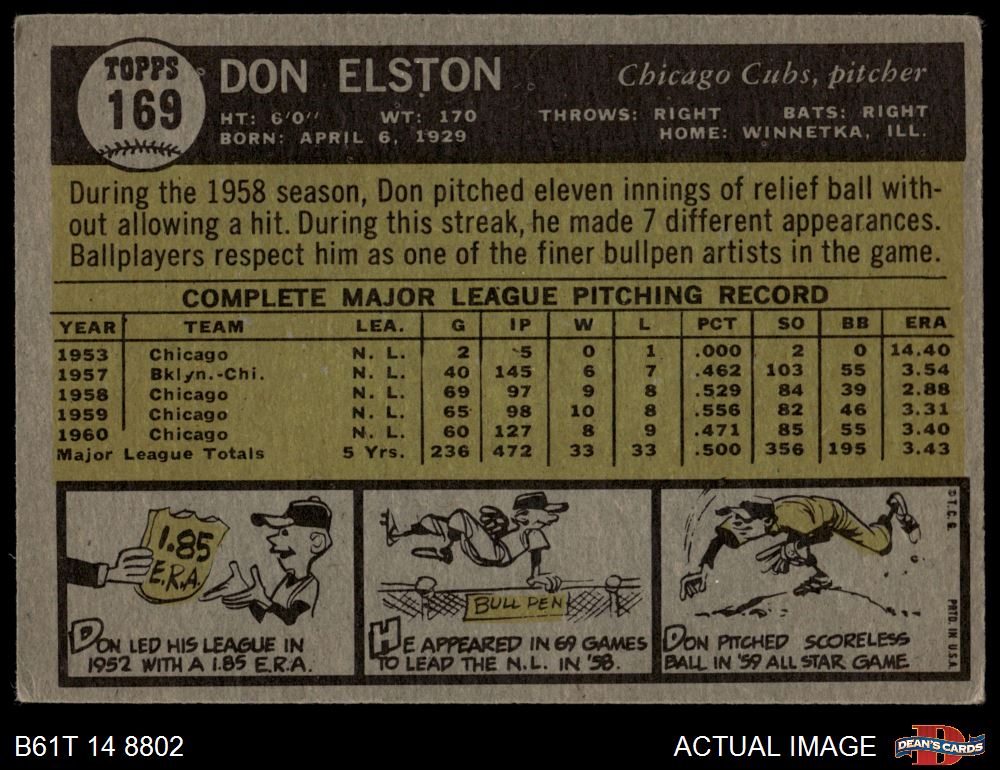 TOPPS
169
DON ELSTON
Chicago Cubs, pitcher
HT: 6'0" WT: 170 THROWS: RIGHT BATS: RIGHT
BORN: APRIL 6, 1929 HOME: WINNETKA, ILL.
During the 1958 season, Don pitched eleven innings of relief ball with-
out allowing a hit. During this streak, he made 7 different appearances.
Ballplayers respect him as one of the finer bullpen artists in the game.
COMPLETE MAJOR LEAGUE PITCHING RECORD
YEAR TEAM LEA. G IP W L PCT SO BB ERA
1953 Chicago N. L. 2 5 0 1 .000 2 0 14.40
1957 Bklyn.-Chi. N. L. 40 145 6 7 .462 103 55 3.54
1958 Chicago N. L. 69 97 9 8 .529 84 39 2.88
1959 Chicago N. L. 65 98 10 8 .556 82 46 3.31
1960 Chicago N. L. 60 127 8 9 .471 85 55 3.40
Major League Totals 5 Yrs. 236 472 33 33 .500 356 195 3.43
1.85
E.R.A.
DON LED HIS LEAGUE IN
1952 WITH A 1.85 E.R.A.
BULL PEN
HE APPEARED IN 69 GAMES
TO LEAD THE N.L. IN '58.
DON PITCHED SCORELESS
BALL IN '59 ALL STAR GAME
© T.C.G.
PRTD. IN U.S.A.
B61T 14 8802
ACTUAL IMAGE
DEAN'S CARDS